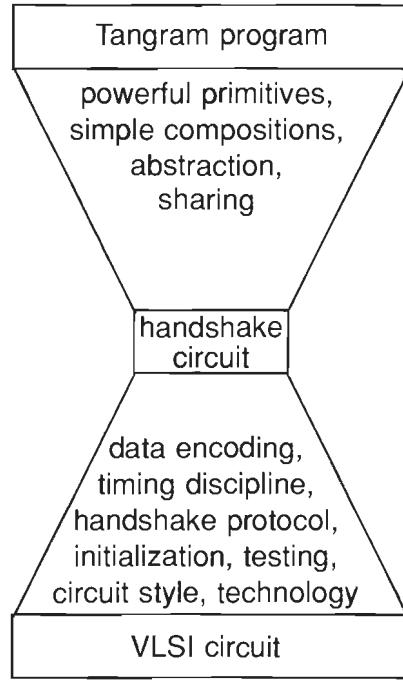 Tangram program
powerful primitives,
simple compositions,
abstraction,
sharing
handshake
circuit
data encoding,
timing discipline,
handshake protocol,
initialization, testing,
circuit style, technology
VLSI circuit